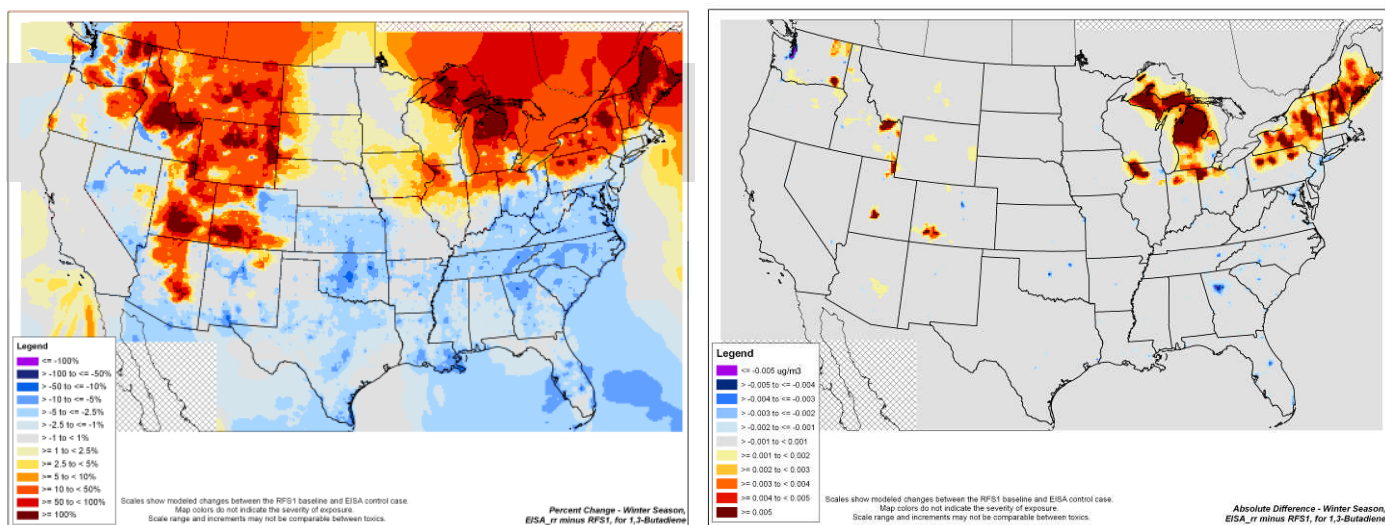 Legend
<= -100%
> -100 to <= -50%
> -50 to <= -10%
> -10 to <= -5%
> -5 to <= -2.5%
> -2.5 to <= -1%
> -1 to < 1%
>= 1 to < 2.5%
>= 2.5 to < 5%
>= 5 to < 10%
>= 10 to < 50%
>= 50 to < 100%
>= 100%
Scales show modeled changes between the RFS1 baseline and EISA control case.
Map colors do not indicate the severity of exposure.
Scale range and increments may not be comparable between toxics.
Percent Change - Winter Season,
EISA_rr minus RFS1, for 1,3-Butadiene
Legend
<= -0.005 ug/m3
> -0.005 to <= -0.004
> -0.004 to <= -0.003
> -0.003 to <= -0.002
> -0.002 to <= -0.001
> -0.001 to < 0.001
>= 0.001 to < 0.002
>= 0.002 to < 0.003
>= 0.003 to < 0.004
>= 0.004 to < 0.005
>= 0.005
Scales show modeled changes between the RFS1 baseline and EISA control case.
Map colors do not indicate the severity of exposure.
Scale range and increments may not be comparable between toxics.
Absolute Difference - Winter Season,
EISA_rr minus RFS1, for 1,3-Butadiene